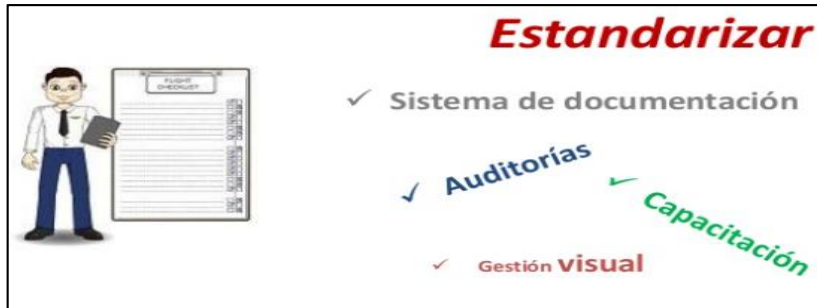 Estandarizar
FLIGHT
CHECKLIST
✓ Sistema de documentación
✓ Auditorías
✓ Capacitación
✓ Gestión visual